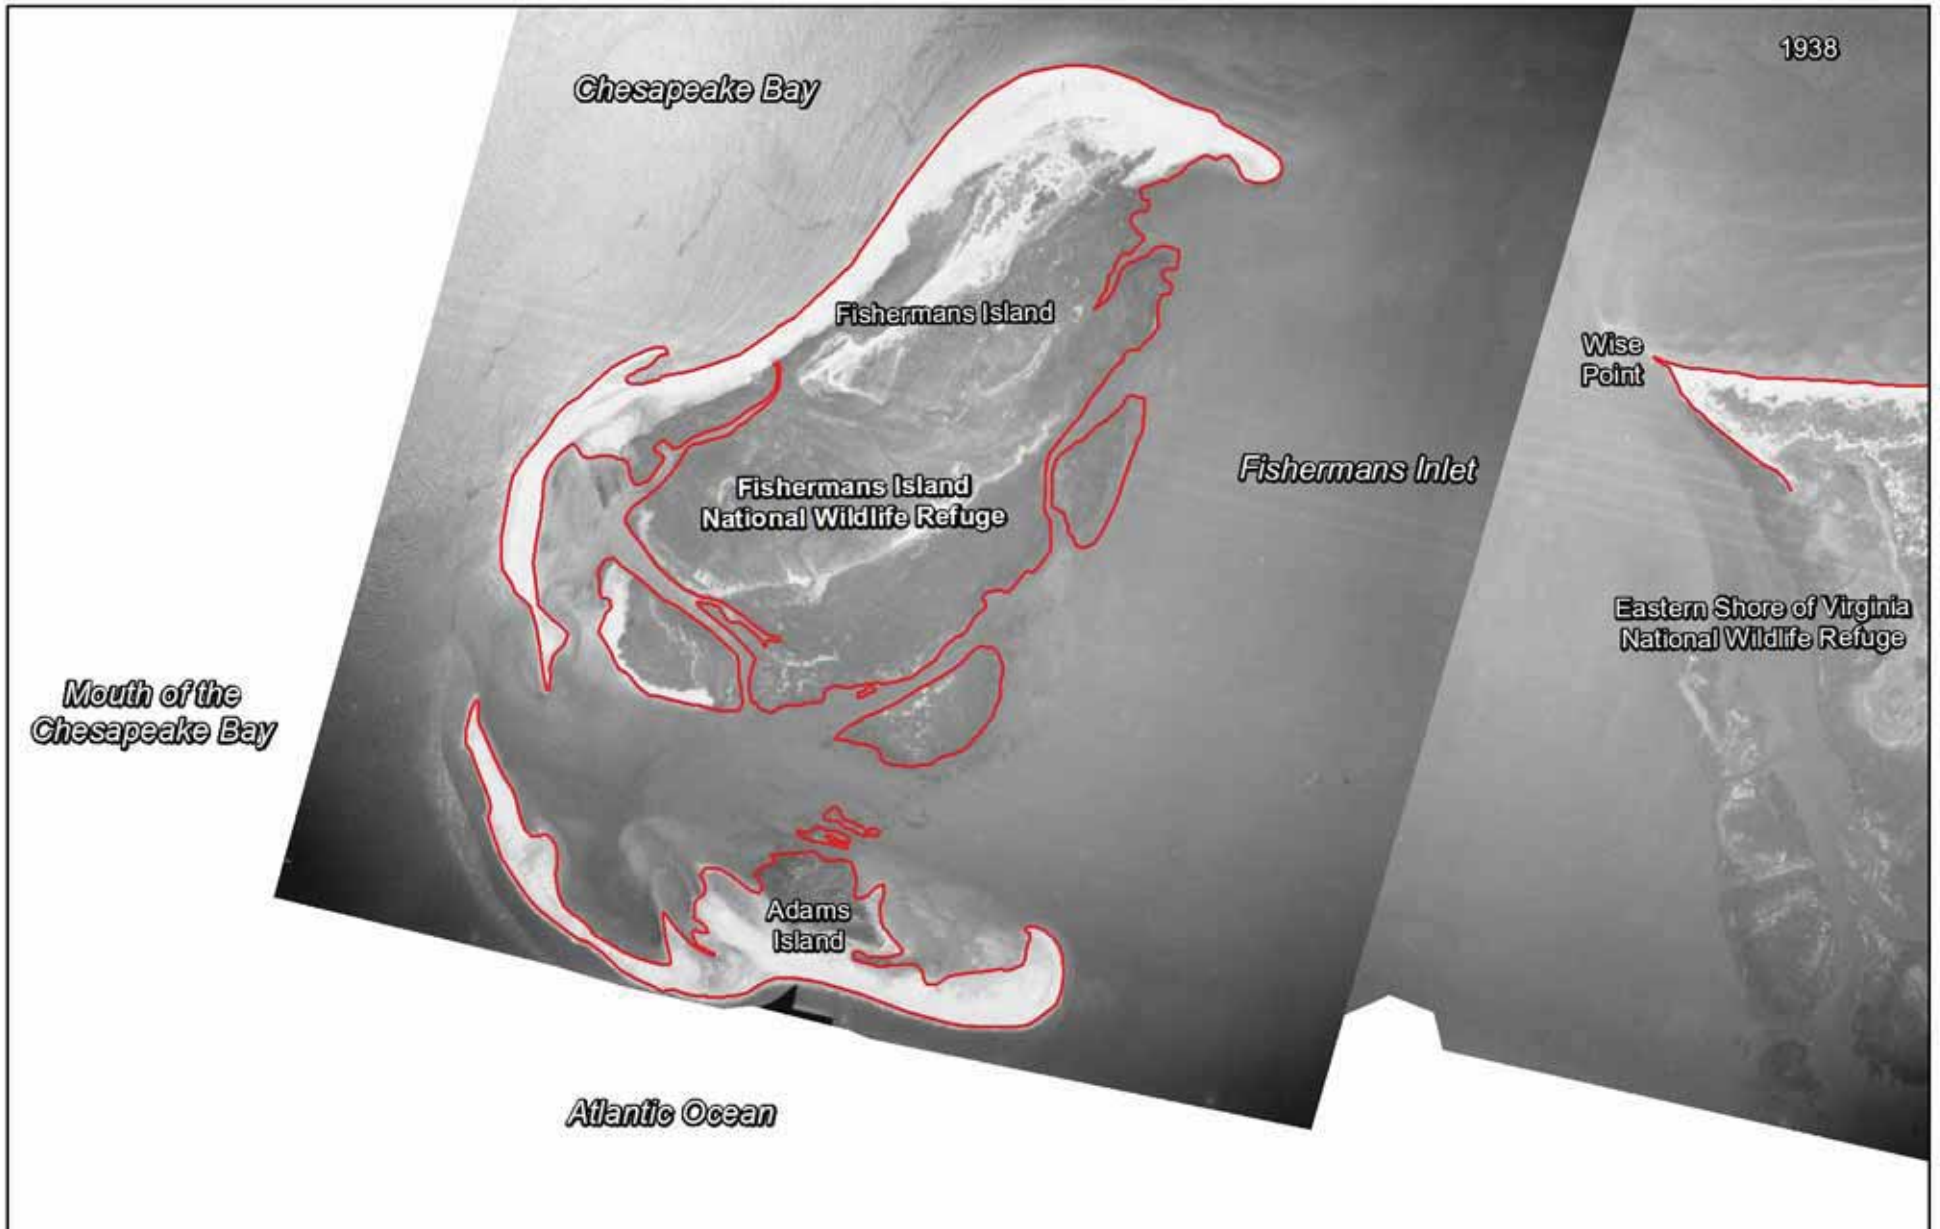 1938
Chesapeake Bay
Fishermans Island
Wise
Point
Fishermans Inlet
Fishermans Island
National Wildlife Refuge
Eastern Shore of Virginia
National Wildlife Refuge
Mouth of the
Chesapeake Bay
Adams
Island
Atlantic Ocean